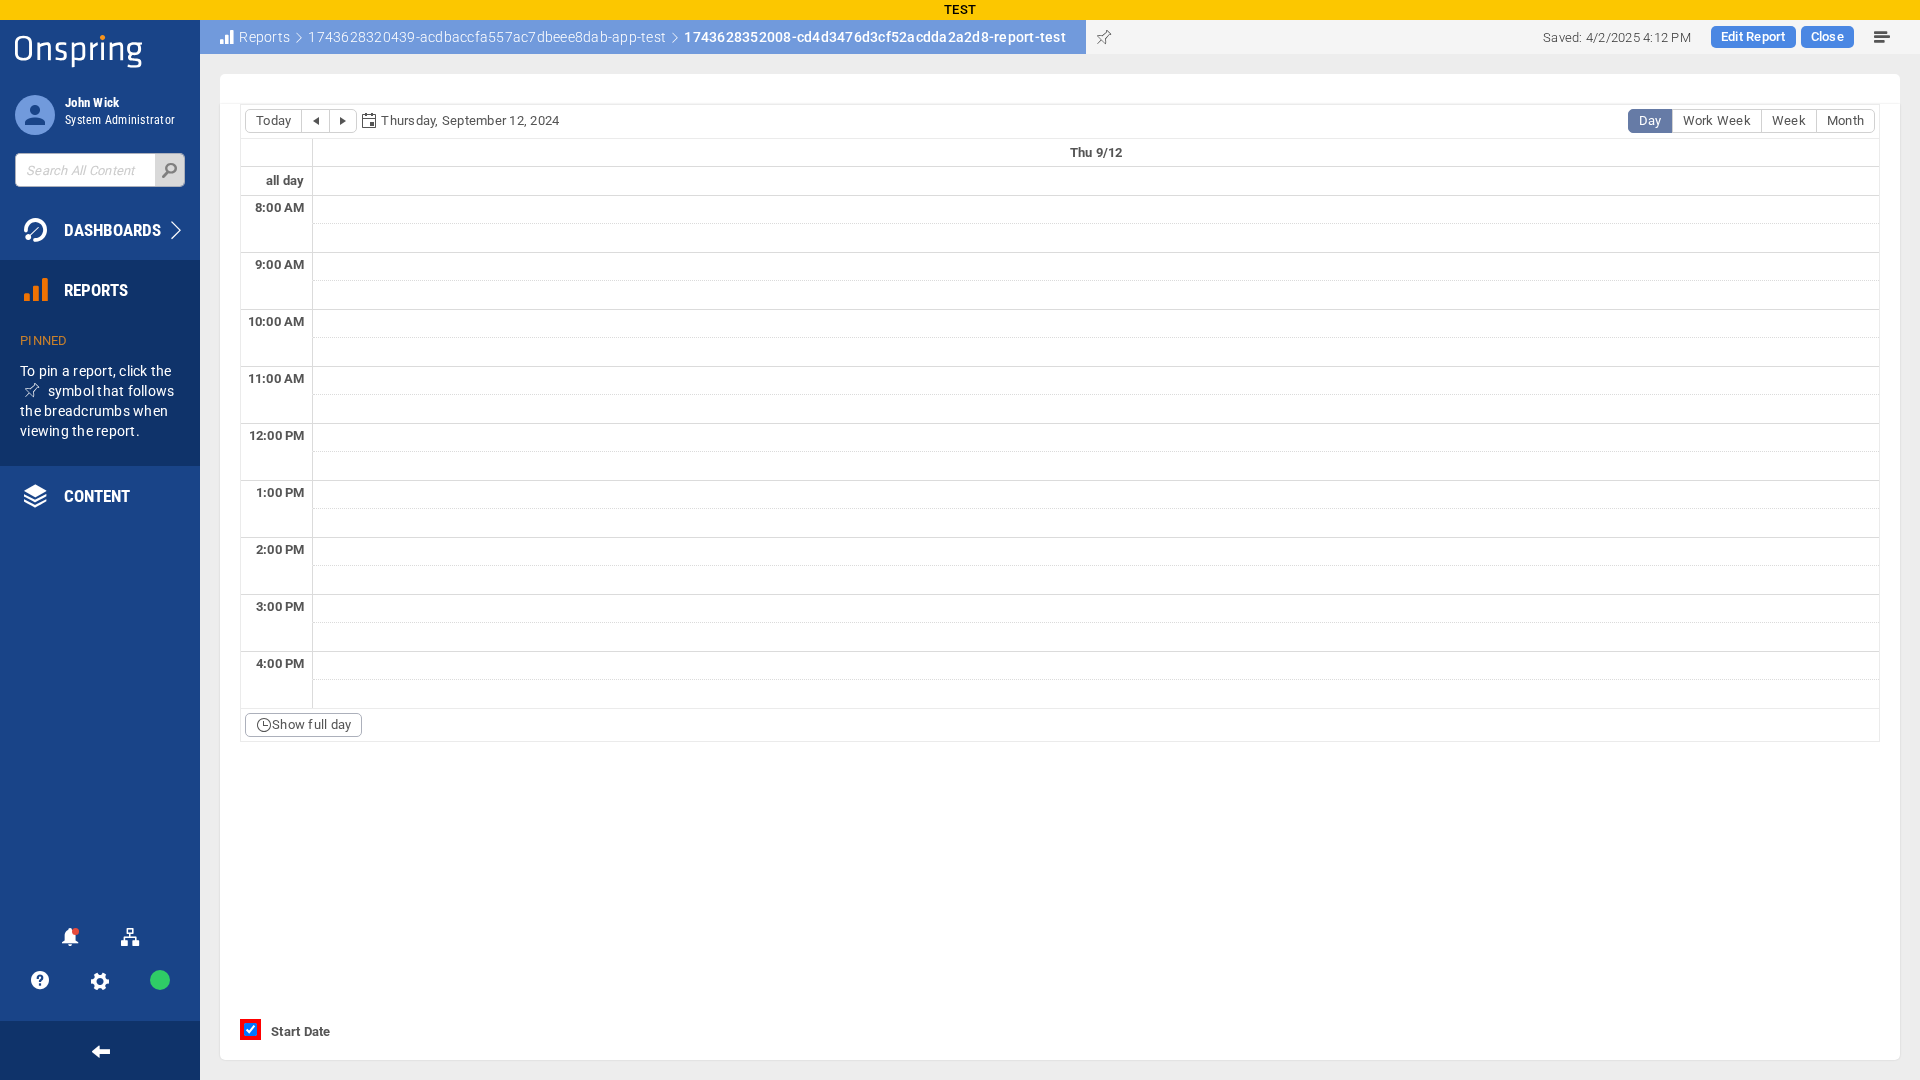 TEST
Onspring
Reports
1743628320439-acdbaccfa557ac7dbeee8dab-app-test
1743628352008-cd4d3476d3cf52acdda2a2d8-report-test
Saved: 4/2/2025 4:12 PM
Edit Report
Close
John Wick
System Administrator
Search All Content
DASHBOARDS
REPORTS
PINNED
To pin a report, click the
symbol that follows
the breadcrumbs when
viewing the report.
CONTENT
Today
Thursday, September 12, 2024
Day
Work Week
Week
Month
Thu 9/12
all day
8:00 AM
9:00 AM
10:00 AM
11:00 AM
12:00 PM
1:00 PM
2:00 PM
3:00 PM
4:00 PM
Show full day
Start Date